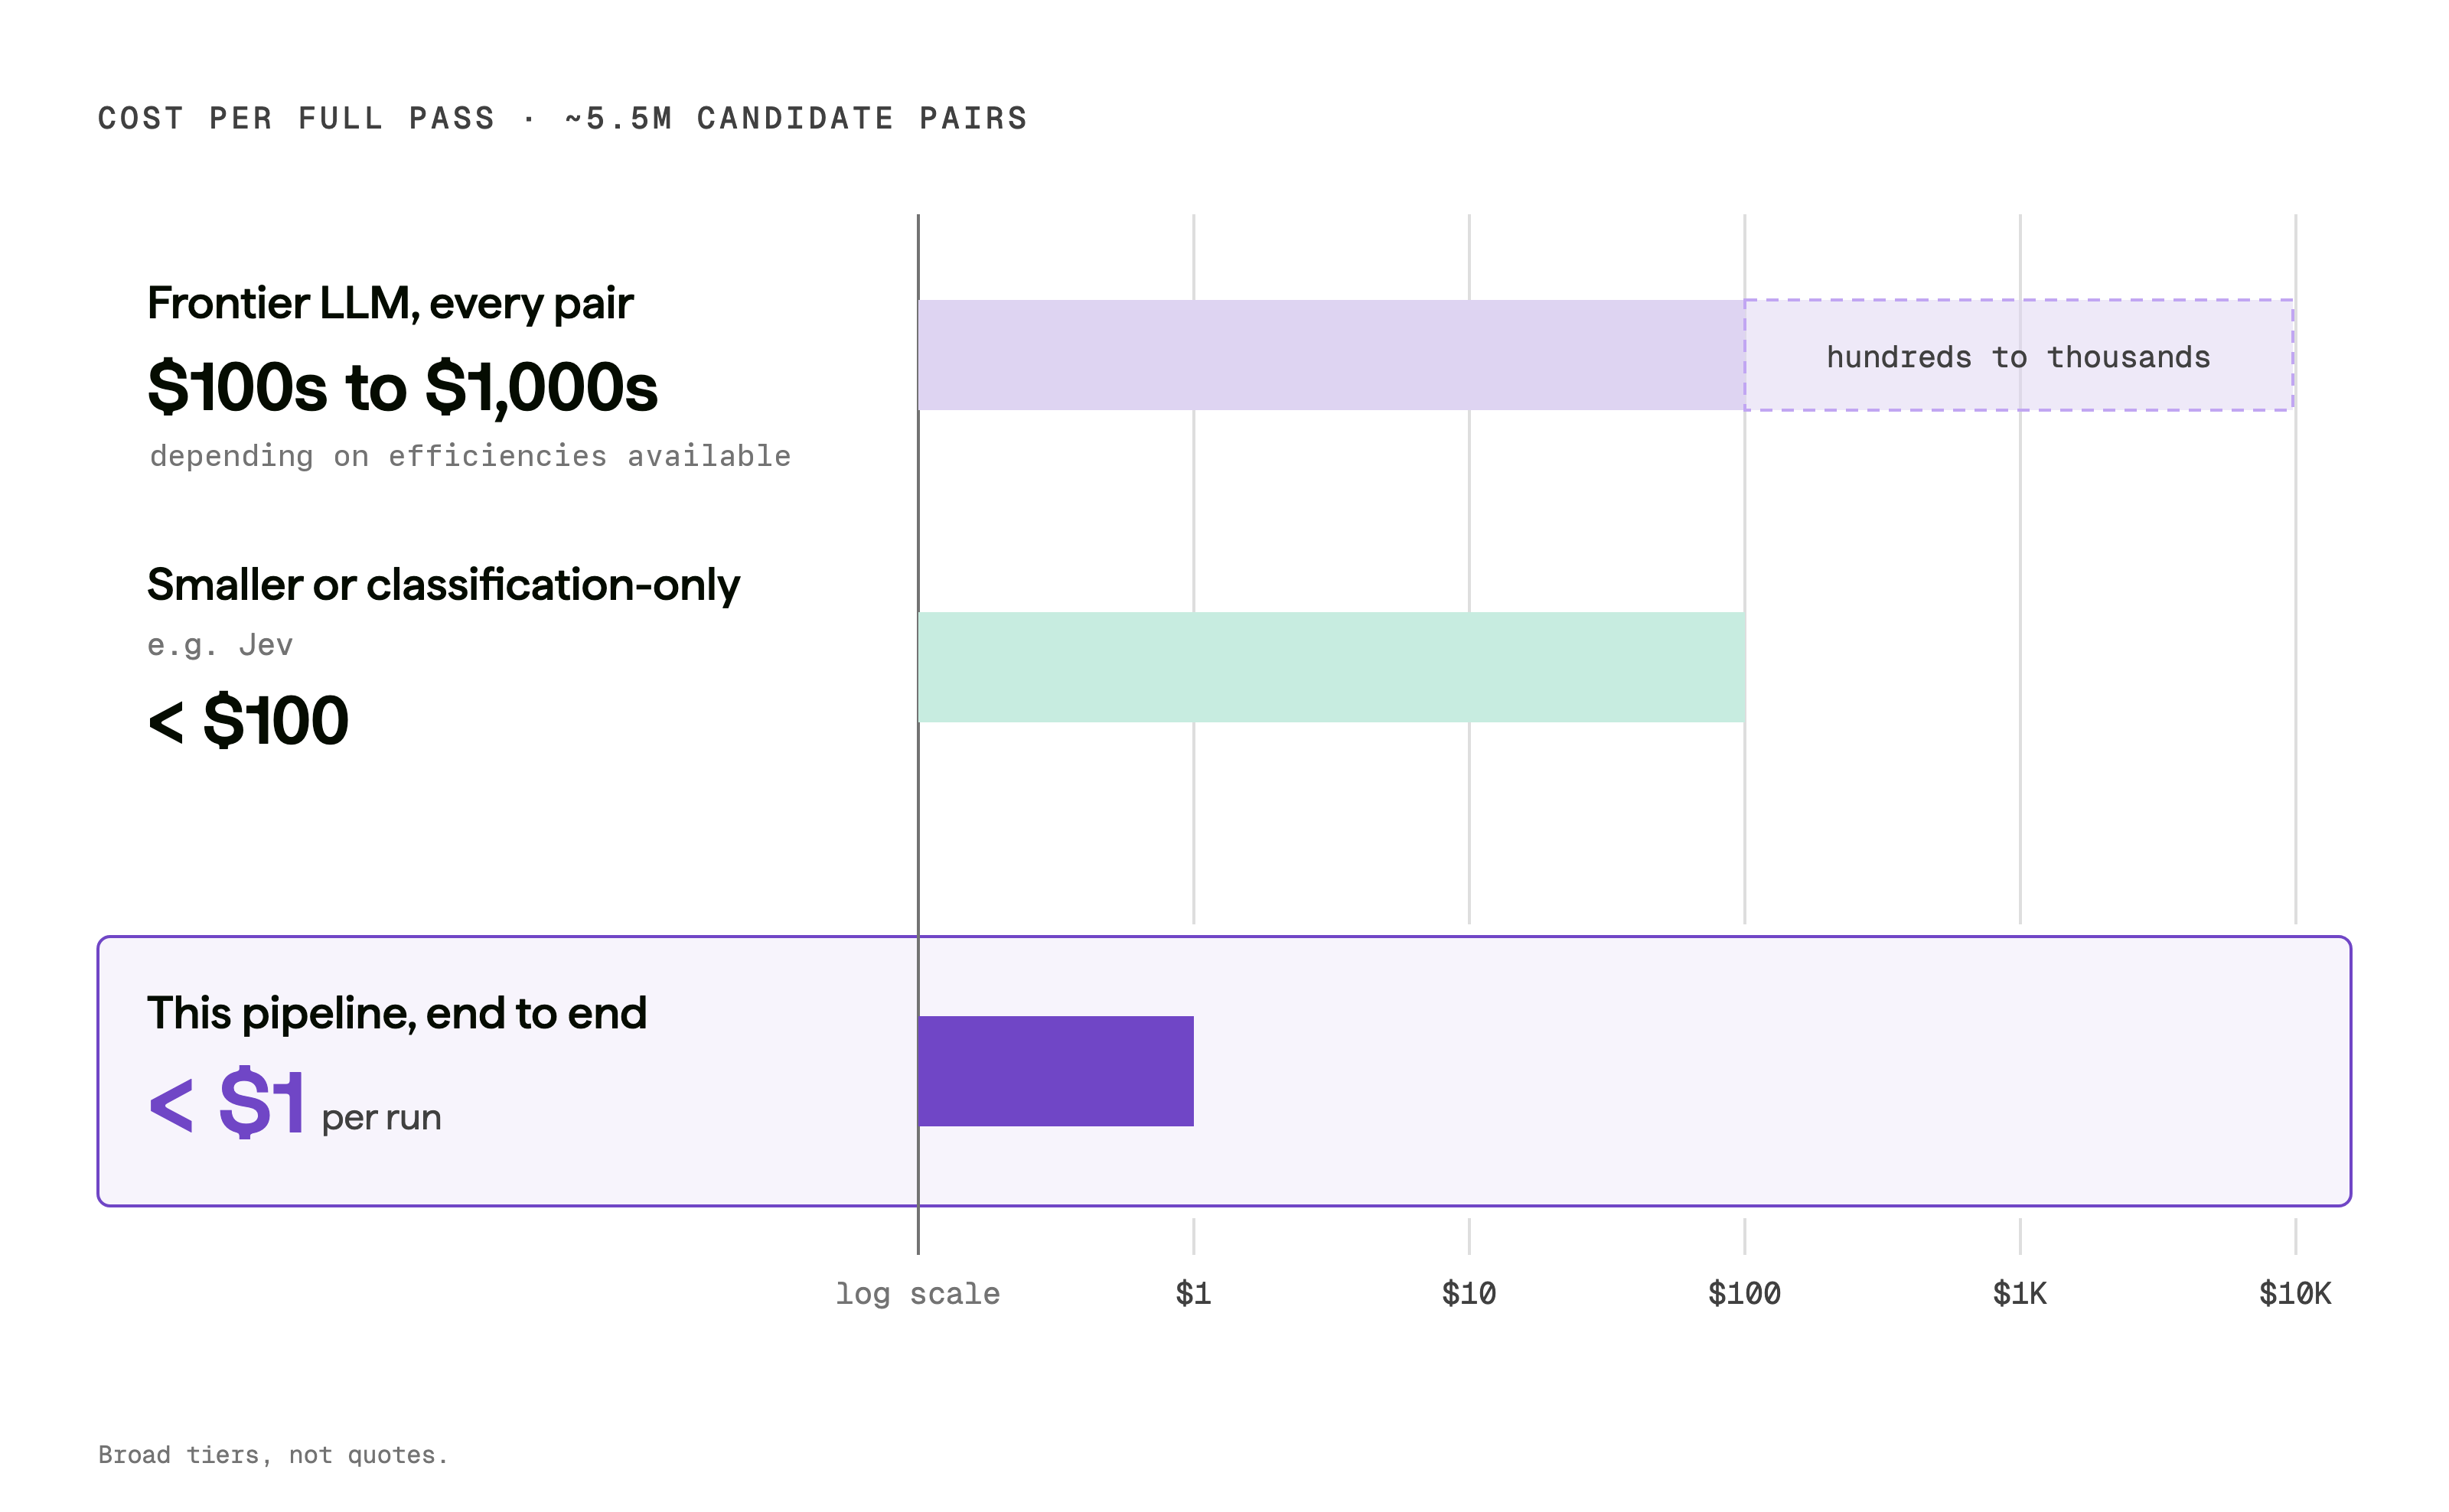 COST PER FULL PASS · ~5.5M CANDIDATE PAIRS
Frontier LLM, every pair
$100s to $1,000s
depending on efficiencies available
hundreds to thousands
Smaller or classification-only
e.g. Jev
< $100
This pipeline, end to end
< $1 per run
log scale $1 $10 $100 $1K $10K
Broad tiers, not quotes.